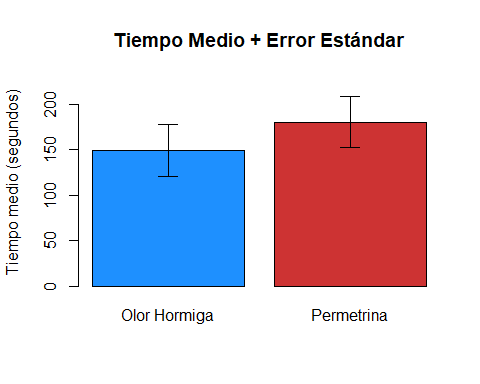 Tiempo Medio + Error Estándar
Tiempo medio (segundos)
200
150
100
50
0
Olor Hormiga
Permetrina